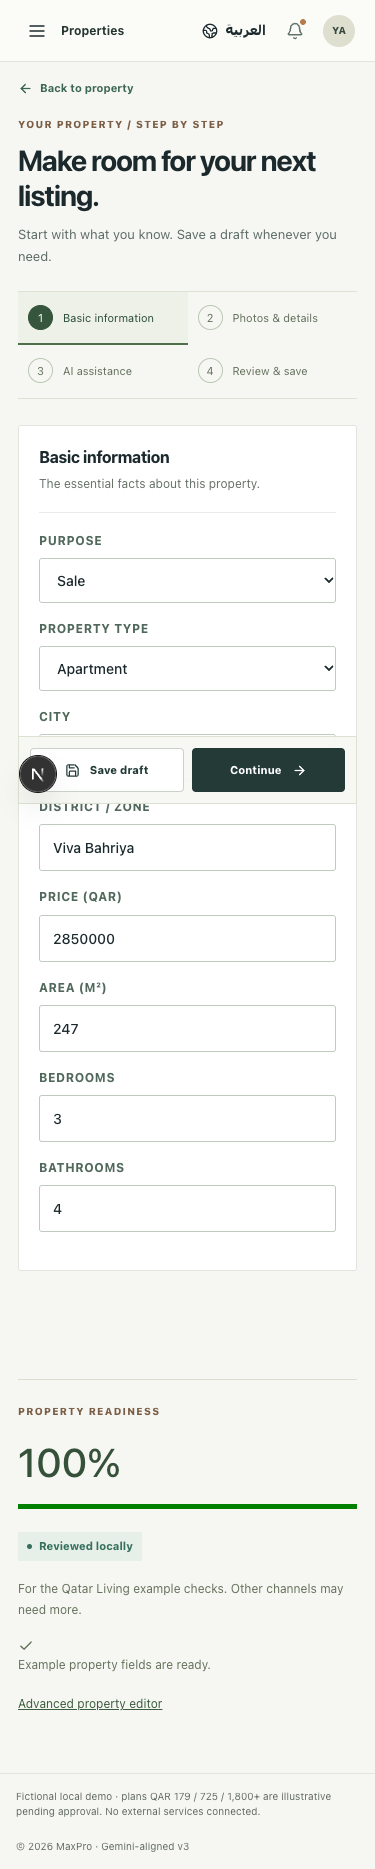 Properties
العربية
YA
Back to property
YOUR PROPERTY / STEP BY STEP
Make room for your next
listing.
Start with what you know. Save a draft whenever you
need.
1 Basic information
2 Photos & details
3 AI assistance
4 Review & save
Basic information
The essential facts about this property.
PURPOSE
Sale
PROPERTY TYPE
Apartment
CITY
N
Save draft
Continue
DISTRICT / ZONE
Viva Bahriya
PRICE (QAR)
2850000
AREA (M²)
247
BEDROOMS
3
BATHROOMS
4
PROPERTY READINESS
100%
Reviewed locally
For the Qatar Living example checks. Other channels may
need more.
Example property fields are ready.
Advanced property editor
Fictional local demo · plans QAR 179 / 725 / 1,800+ are illustrative
pending approval. No external services connected.
© 2026 MaxPro · Gemini-aligned v3